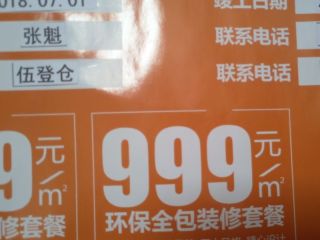 2018.07.01
竣工日期
张魁
联系电话
伍登仓
联系电话
9元/㎡
999元/㎡
修套餐
环保全包装修套餐